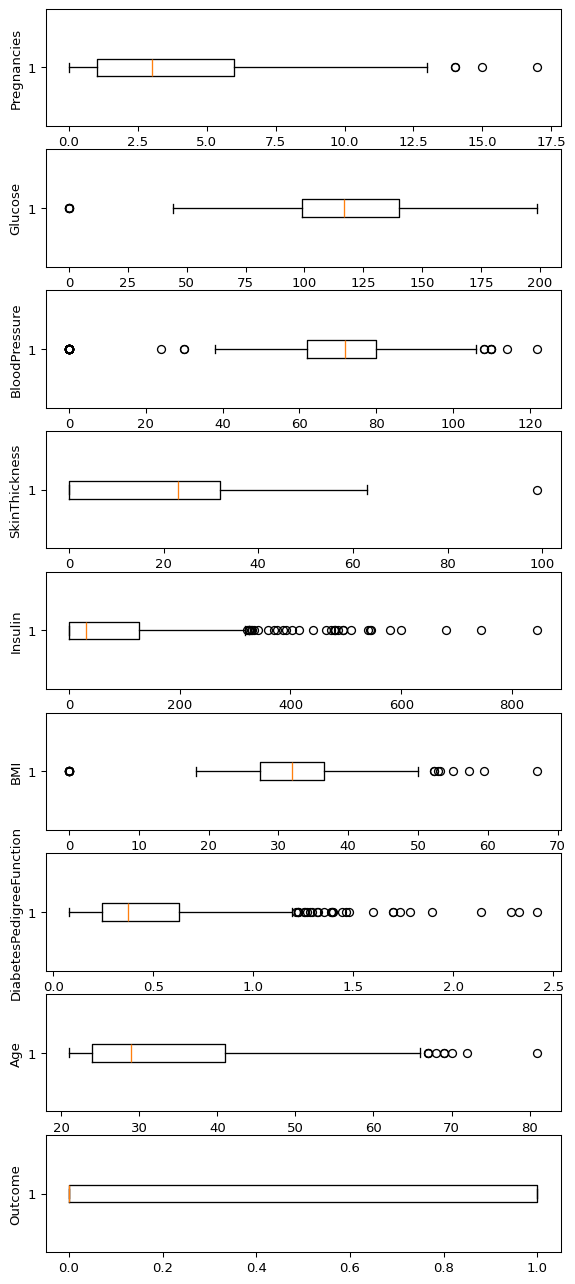 Pregnancies
1
0.0 2.5 5.0 7.5 10.0 12.5 15.0 17.5
Glucose
1
0 25 50 75 100 125 150 175 200
BloodPressure
1
0 20 40 60 80 100 120
SkinThickness
1
0 20 40 60 80 100
Insulin
1
0 200 400 600 800
BMI
1
0 10 20 30 40 50 60 70
DiabetesPedigreeFunction
1
0.0 0.5 1.0 1.5 2.0 2.5
Age
1
20 30 40 50 60 70 80
Outcome
1
0.0 0.2 0.4 0.6 0.8 1.0